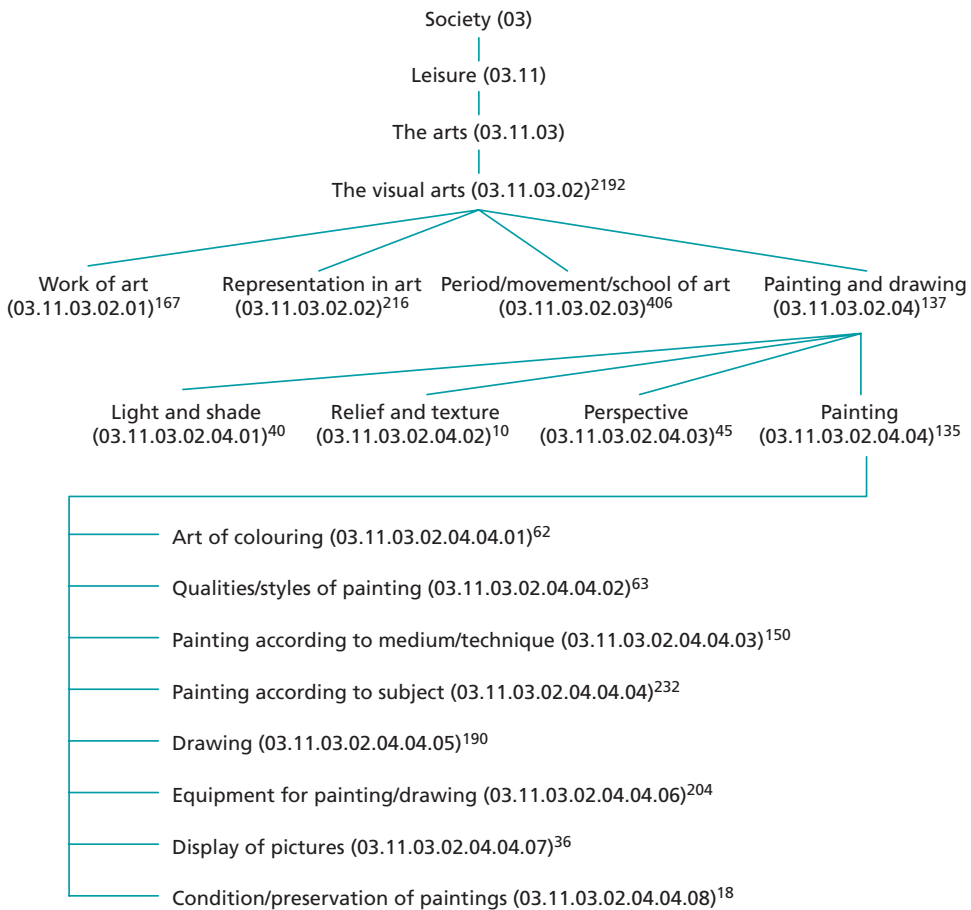 Society (03)
Leisure (03.11)
The arts (03.11.03)
The visual arts (03.11.03.02)2192
Work of art
(03.11.03.02.01)167
Representation in art
(03.11.03.02.02)216
Period/movement/school of art
(03.11.03.02.03)406
Painting and drawing
(03.11.03.02.04)137
Light and shade
(03.11.03.02.04.01)40
Relief and texture
(03.11.03.02.04.02)10
Perspective
(03.11.03.02.04.03)45
Painting
(03.11.03.02.04.04)135
Art of colouring (03.11.03.02.04.04.01)62
Qualities/styles of painting (03.11.03.02.04.04.02)63
Painting according to medium/technique (03.11.03.02.04.04.03)150
Painting according to subject (03.11.03.02.04.04.04)232
Drawing (03.11.03.02.04.04.05)190
Equipment for painting/drawing (03.11.03.02.04.04.06)204
Display of pictures (03.11.03.02.04.04.07)36
Condition/preservation of paintings (03.11.03.02.04.04.08)18